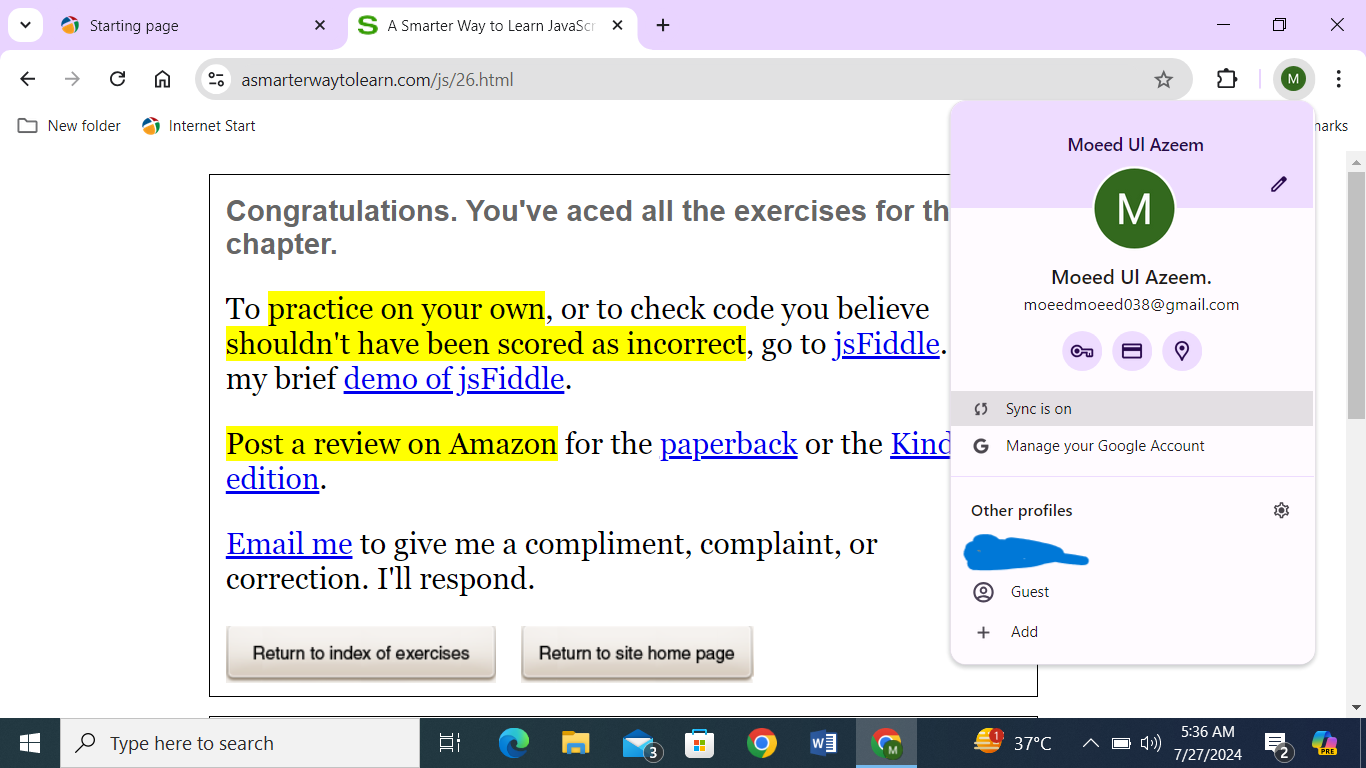 Starting page
A Smarter Way to Learn JavaScr
asmarterwaytolearn.com/js/26.html
M
New folder
Internet Start
marks
Moeed Ul Azeem
M
Moeed Ul Azeem.
moeedmoeed038@gmail.com
Sync is on
Manage your Google Account
Other profiles
Guest
Add
Congratulations. You've aced all the exercises for th
chapter.
To practice on your own, or to check code you believe
shouldn't have been scored as incorrect, go to jsFiddle.
my brief demo of jsFiddle.
Post a review on Amazon for the paperback or the Kind
edition.
Email me to give me a compliment, complaint, or
correction. I'll respond.
Return to index of exercises
Return to site home page
Type here to search
3
M
1
37°C
5:36 AM
7/27/2024
2
PRE